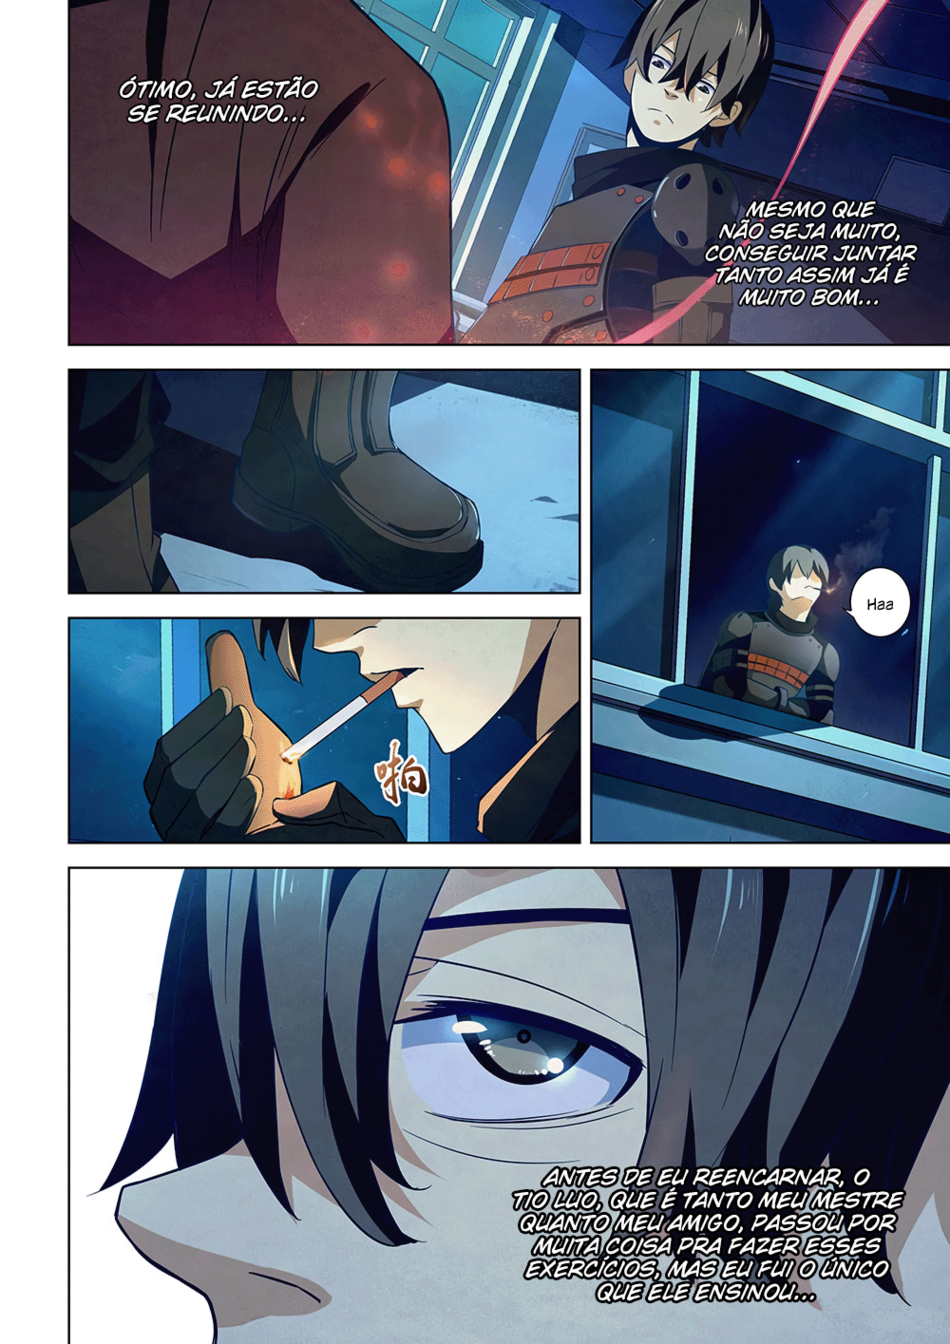 ÓTIMO, JÁ ESTÃO
SE REUNINDO...
MESMO QUE
NÃO SEJA MUITO,
CONSEGUIR JUNTAR
TANTO ASSIM JÁ É
MUITO BOM...
Haa
啪
ANTES DE EU REENCARNAR, O
TIO LUO, QUE É TANTO MEU MESTRE
QUANTO MEU AMIGO, PASSOU POR
MUITA COISA PRA FAZER ESSES
EXERCÍCIOS, MAS EU FUI O ÚNICO
QUE ELE ENSINOU...